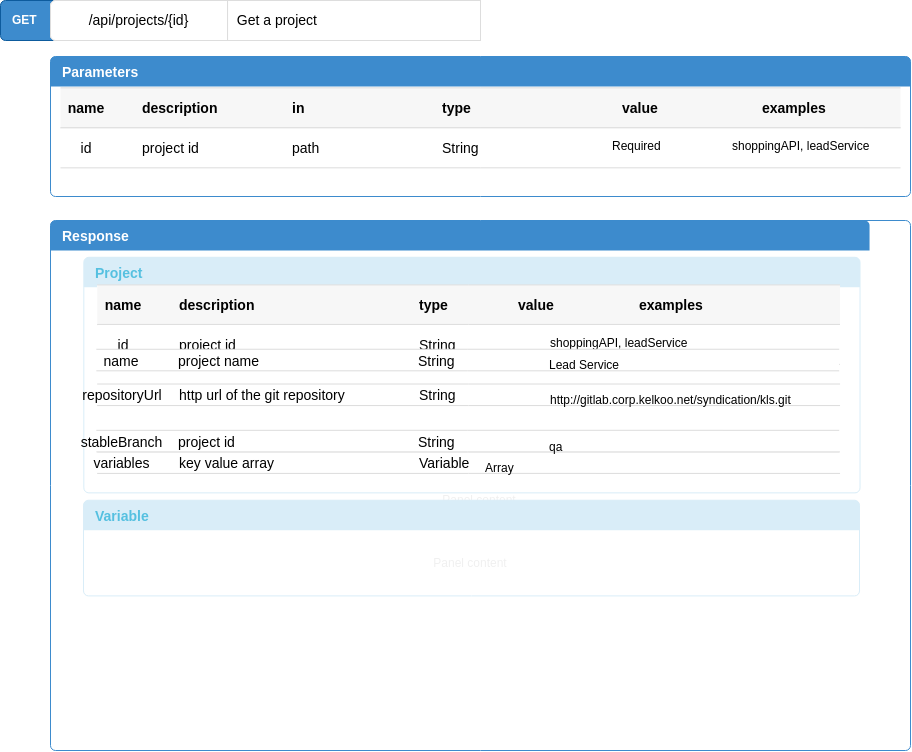 GET /api/projects/{id} Get a project
Parameters
name description in type value examples
id project id path String Required shoppingAPI, leadService
Response
Project
name description type value examples
id project id String shoppingAPI, leadService
name project name String Lead Service
repositoryUrl http url of the git repository String http://gitlab.corp.kelkoo.net/syndication/kls.git
stableBranch project id String qa
variables key value array Variable Array
Panel content
Variable
Panel content